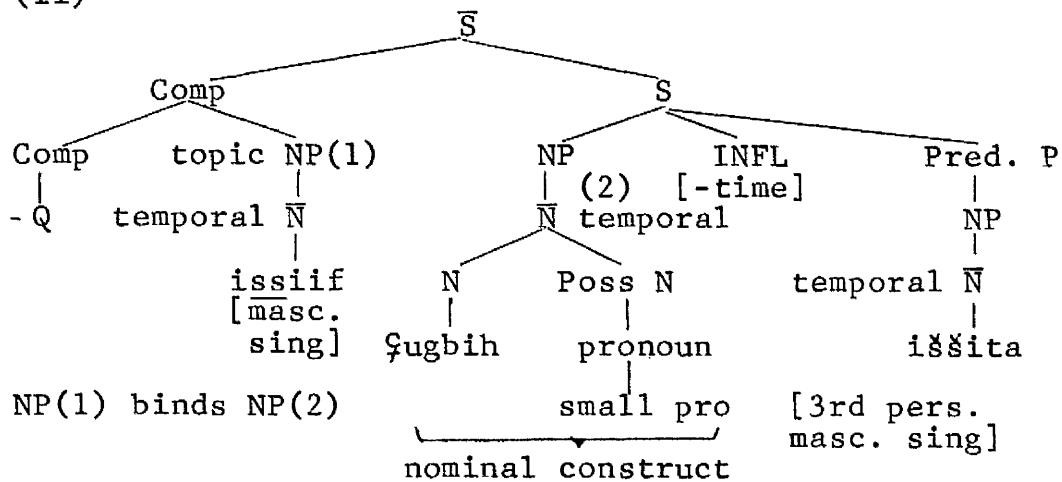 (11)
S̅
Comp S
Comp topic NP(1) NP INFL Pred. P
(2) [-time]
- Q temporal N̅ N̅ temporal NP
issiif N Poss N temporal N̅
[masc.
sing] ʕugbih pronoun iššita
NP(1) binds NP(2) small pro [3rd pers.
masc. sing]
nominal construct